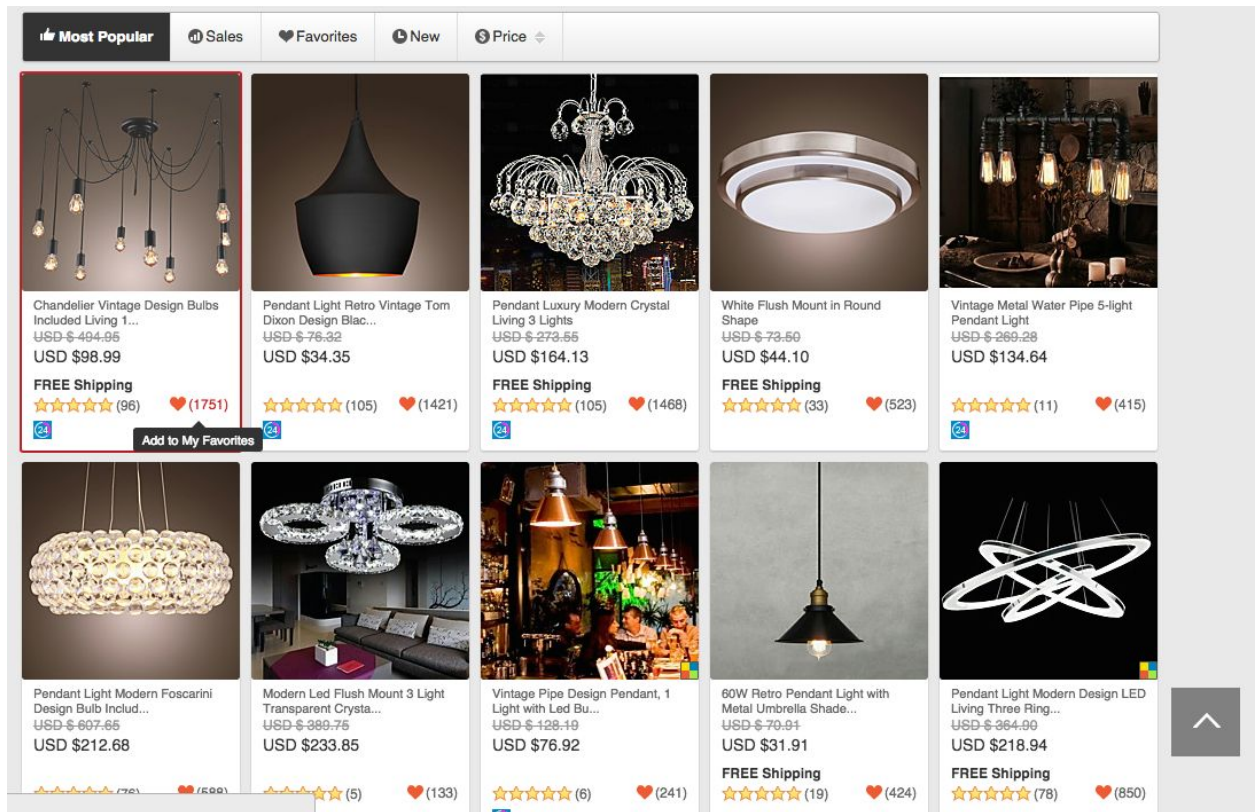 Most Popular Sales Favorites New Price
Chandelier Vintage Design Bulbs
Included Living 1...
USD $ 494.95
USD $98.99
FREE Shipping
(96) (1751)
24
Add to My Favorites
Pendant Light Retro Vintage Tom
Dixon Design Blac...
USD $ 76.32
USD $34.35
(105) (1421)
24
Pendant Luxury Modern Crystal
Living 3 Lights
USD $ 273.55
USD $164.13
FREE Shipping
(105) (1468)
24
White Flush Mount in Round
Shape
USD $ 73.50
USD $44.10
FREE Shipping
(33) (523)
Vintage Metal Water Pipe 5-light
Pendant Light
USD $ 269.28
USD $134.64
(11) (415)
24
Pendant Light Modern Foscarini
Design Bulb Includ...
USD $ 607.65
USD $212.68
(76) (588)
Modern Led Flush Mount 3 Light
Transparent Crysta...
USD $ 389.75
USD $233.85
(5) (133)
Vintage Pipe Design Pendant, 1
Light with Led Bu...
USD $ 128.19
USD $76.92
(6) (241)
60W Retro Pendant Light with
Metal Umbrella Shade...
USD $ 70.91
USD $31.91
FREE Shipping
(19) (424)
Pendant Light Modern Design LED
Living Three Ring...
USD $ 364.90
USD $218.94
FREE Shipping
(78) (850)